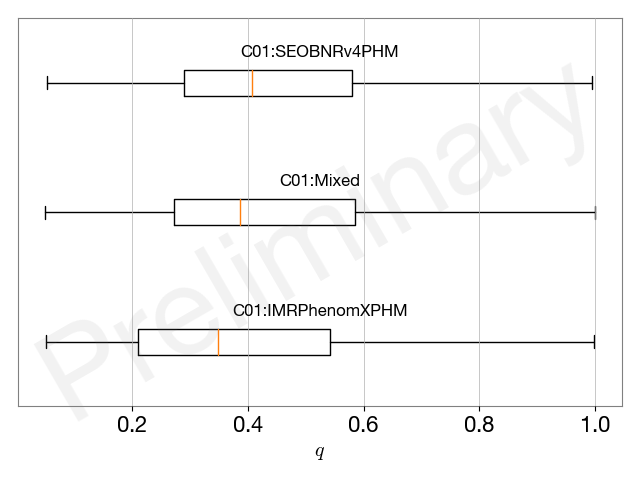 C01:SEOBNRv4PHM
C01:Mixed
C01:IMRPhenomXPHM
Preliminary
0.2 0.4 0.6 0.8 1.0
q